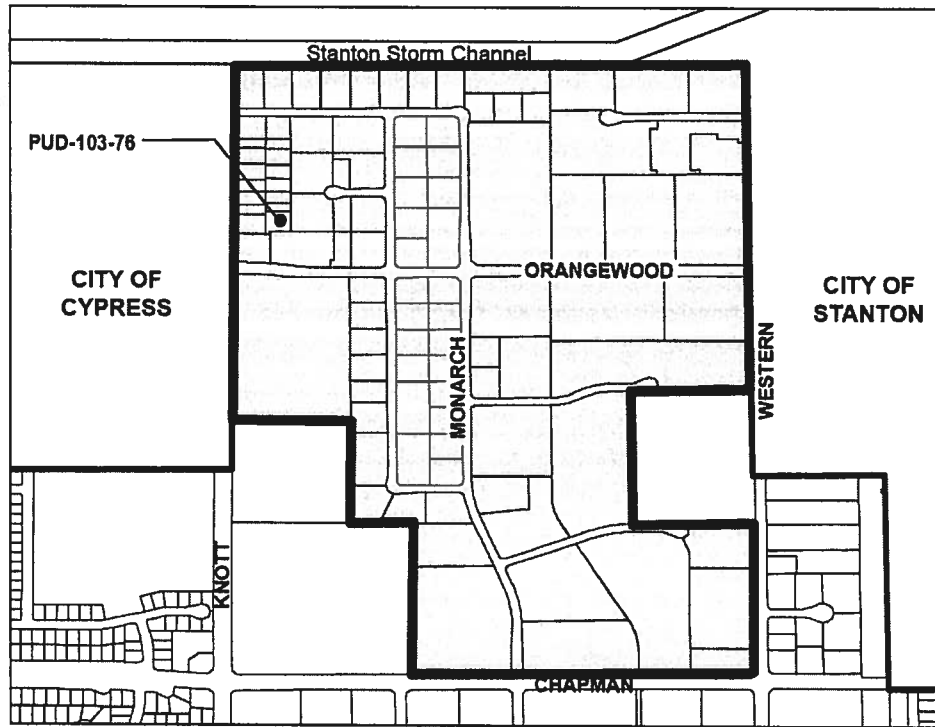 Stanton Storm Channel
PUD-103-76
CITY OF
CYPRESS
ORANGEWOOD
CITY OF
STANTON
MONARCH
WESTERN
KNOTT
CHAPMAN